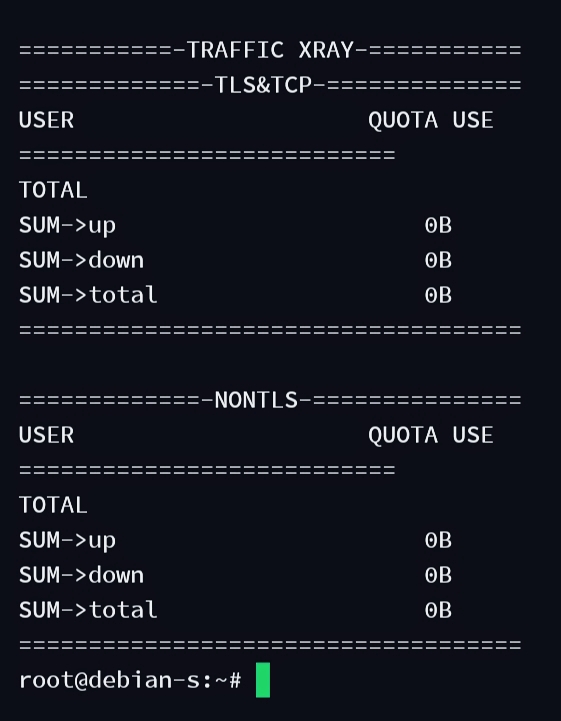 ===========-TRAFFIC XRAY-===========
=============-TLS&TCP-==============
USER                     QUOTA USE
===========================
TOTAL
SUM->up                      0B
SUM->down                    0B
SUM->total                   0B
====================================

=============-NONTLS-===============
USER                     QUOTA USE
===========================
TOTAL
SUM->up                      0B
SUM->down                    0B
SUM->total                   0B
====================================
root@debian-s:~#